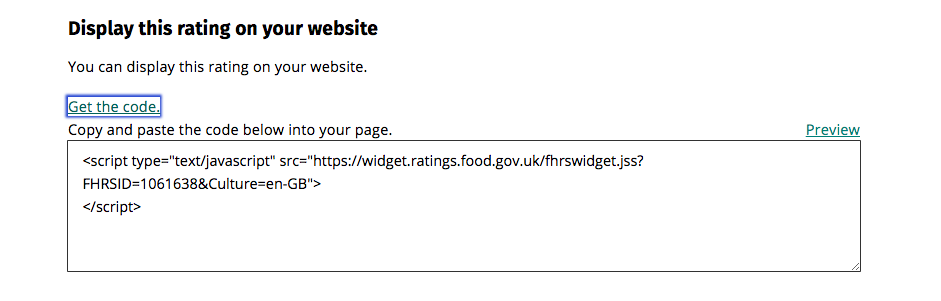 Display this rating on your website
You can display this rating on your website.
Get the code.
Copy and paste the code below into your page.
Preview
<script type="text/javascript" src="https://widget.ratings.food.gov.uk/fhrswidget.jss?
FHRSID=1061638&Culture=en-GB">
</script>